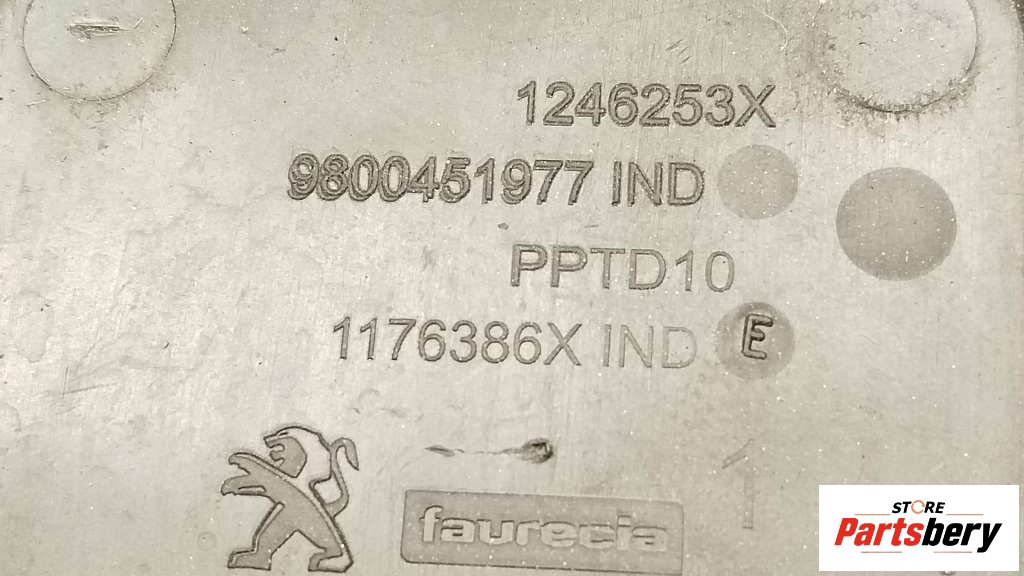 1246253X
9800451977 IND
PPTD10
1176386X IND E
faurecia
STORE
Partsbery